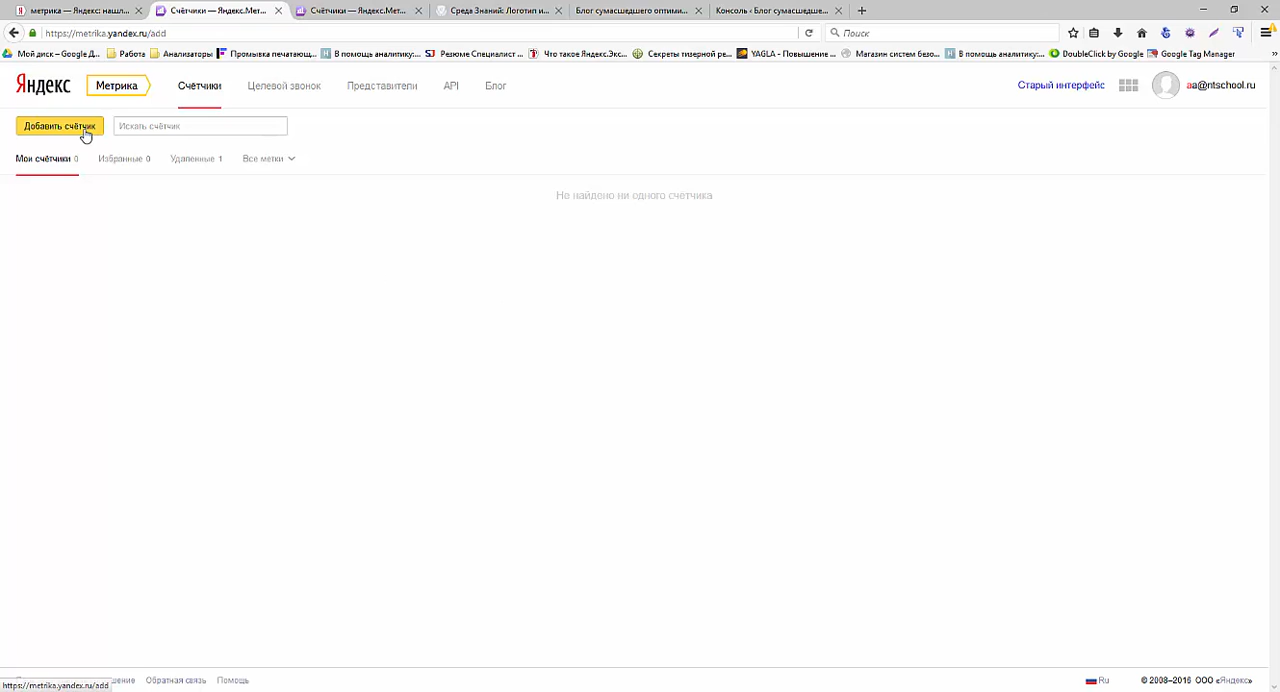 метрика — Яндекс: нашл...
Счётчики — Яндекс.Мет...
Счётчики — Яндекс.Мет...
Среда Знаний: Логотип и...
Блог сумасшедшего оптими...
Консоль ‹ Блог сумасшедше...
https://metrika.yandex.ru/add
Поиск
Мой диск – Google Д...
Работа
Анализаторы
Промывка печатающ...
В помощь аналитику:...
Резюме Специалист ...
Что такое Яндекс.Экс...
Секреты тизерной ре...
YAGLA - Повышение ...
Магазин систем безо...
В помощь аналитику:...
DoubleClick by Google
Google Tag Manager
»
Яндекс
Метрика
Счётчики
Целевой звонок
Представители
API
Блог
Старый интерфейс
aa@ntschool.ru
Добавить счётчик
Искать счётчик
Мои счётчики 0
Избранные 0
Удаленные 1
Все метки
Не найдено ни одного счётчика
https://metrika.yandex.ru/add
Обратная связь
Помощь
Ru
© 2008–2016 ООО «Яндекс»